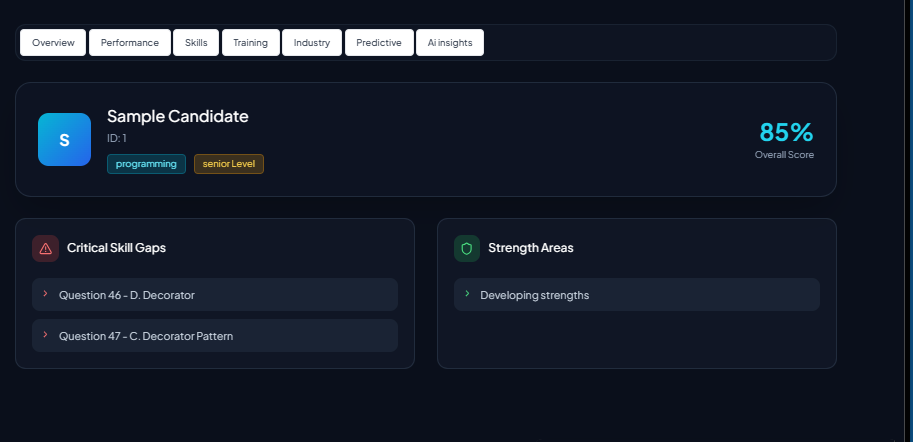 Overview Performance Skills Training Industry Predictive Ai insights
S
Sample Candidate
ID: 1
programming senior Level
85%
Overall Score
Critical Skill Gaps
Question 46 - D. Decorator
Question 47 - C. Decorator Pattern
Strength Areas
Developing strengths